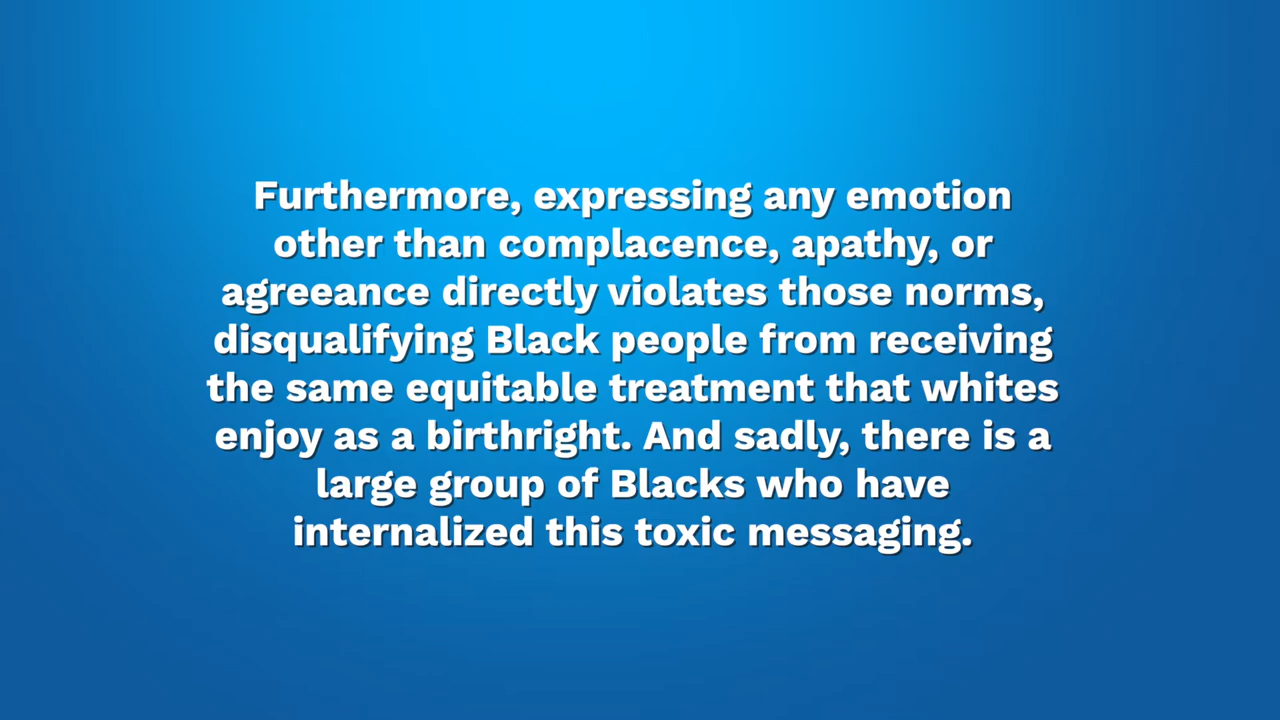 Furthermore, expressing any emotion
other than complacence, apathy, or
agreeance directly violates those norms,
disqualifying Black people from receiving
the same equitable treatment that whites
enjoy as a birthright. And sadly, there is a
large group of Blacks who have
internalized this toxic messaging.